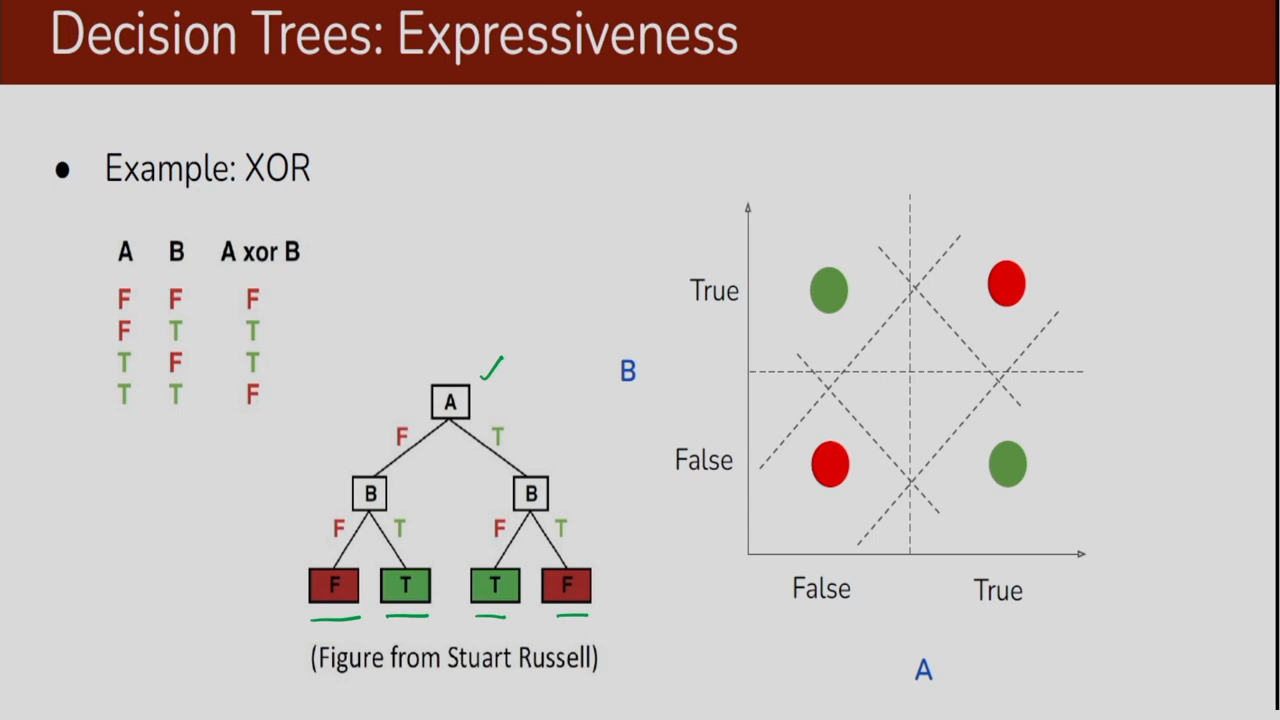 Decision Trees: Expressiveness
● Example: XOR
A B A xor B
F F F
F T T
T F T
T T F
A
F T
B B
F T F T
F T T F
(Figure from Stuart Russell)
True
B
False
False True
A